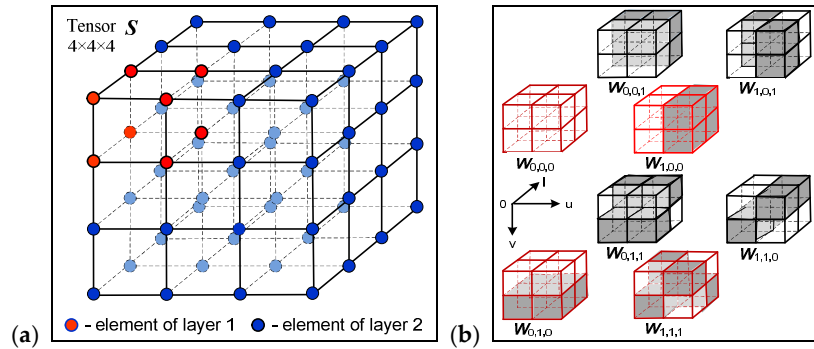 Tensor S
4×4×4
- element of layer 1
- element of layer 2
(a)
W0,0,1
W1,0,1
W0,0,0
W1,0,0
l
0
u
v
W0,1,1
W1,1,0
W0,1,0
W1,1,1
(b)